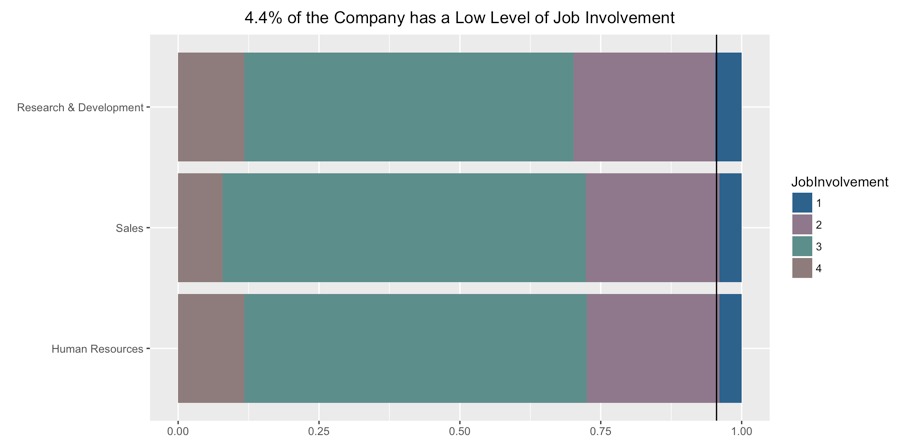 4.4% of the Company has a Low Level of Job Involvement
Research & Development
Sales
Human Resources
0.00 0.25 0.50 0.75 1.00
JobInvolvement
1
2
3
4